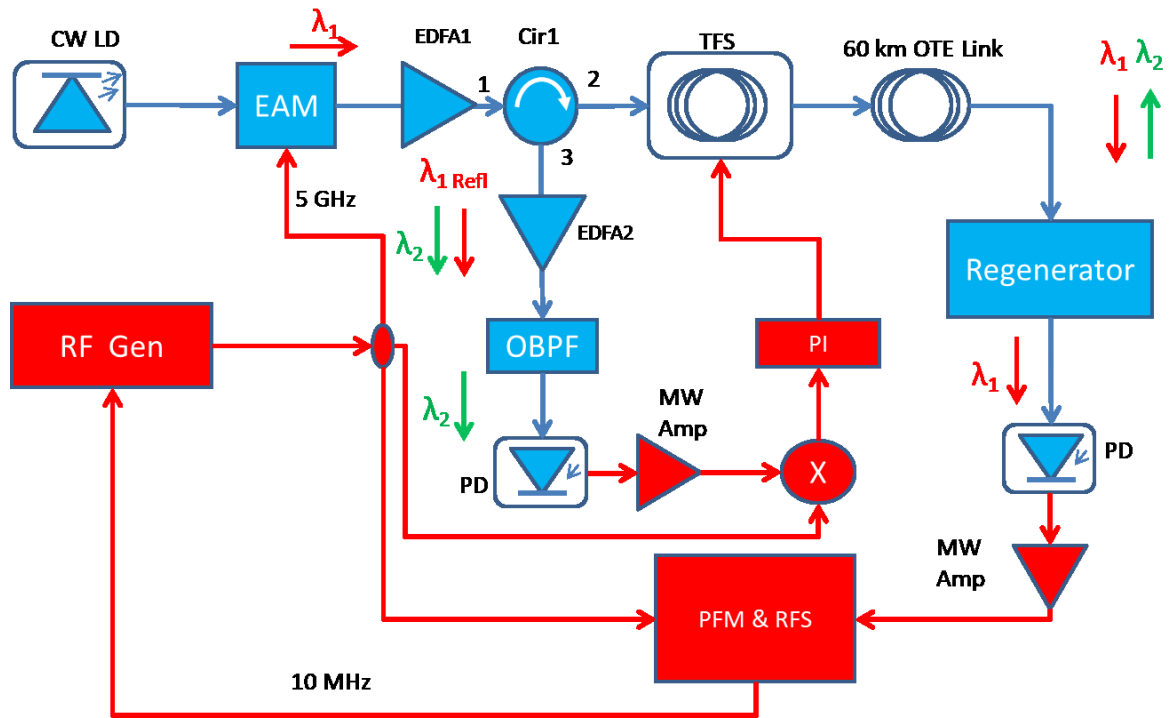 CW LD
λ1
EDFA1
Cir1
TFS
60 km OTE Link
λ1 λ2
EAM
1
2
3
5 GHz
λ1 Refl
λ2
EDFA2
Regenerator
RF Gen
OBPF
PI
λ2
MW
Amp
λ1
PD
X
PD
MW
Amp
PFM & RFS
10 MHz